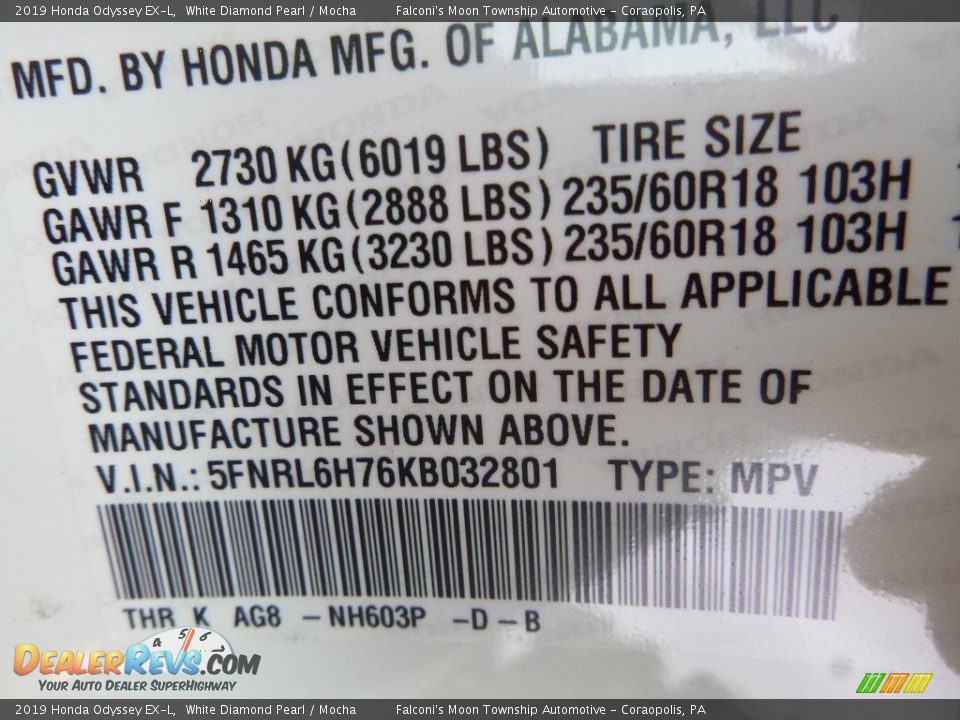 2019 Honda Odyssey EX-L, White Diamond Pearl / Mocha Falconi's Moon Township Automotive - Coraopolis, PA
MFD. BY HONDA MFG. OF ALABAMA, LLC
GVWR 2730 KG (6019 LBS) TIRE SIZE
GAWR F 1310 KG (2888 LBS) 235/60R18 103H
GAWR R 1465 KG (3230 LBS) 235/60R18 103H
THIS VEHICLE CONFORMS TO ALL APPLICABLE
FEDERAL MOTOR VEHICLE SAFETY
STANDARDS IN EFFECT ON THE DATE OF
MANUFACTURE SHOWN ABOVE.
V.I.N.: 5FNRL6H76KB032801 TYPE: MPV
THR K AG8 - NH603P - D - B
4 5 6
DealerRevs.com
Your Auto Dealer SuperHighway
2019 Honda Odyssey EX-L, White Diamond Pearl / Mocha Falconi's Moon Township Automotive - Coraopolis, PA